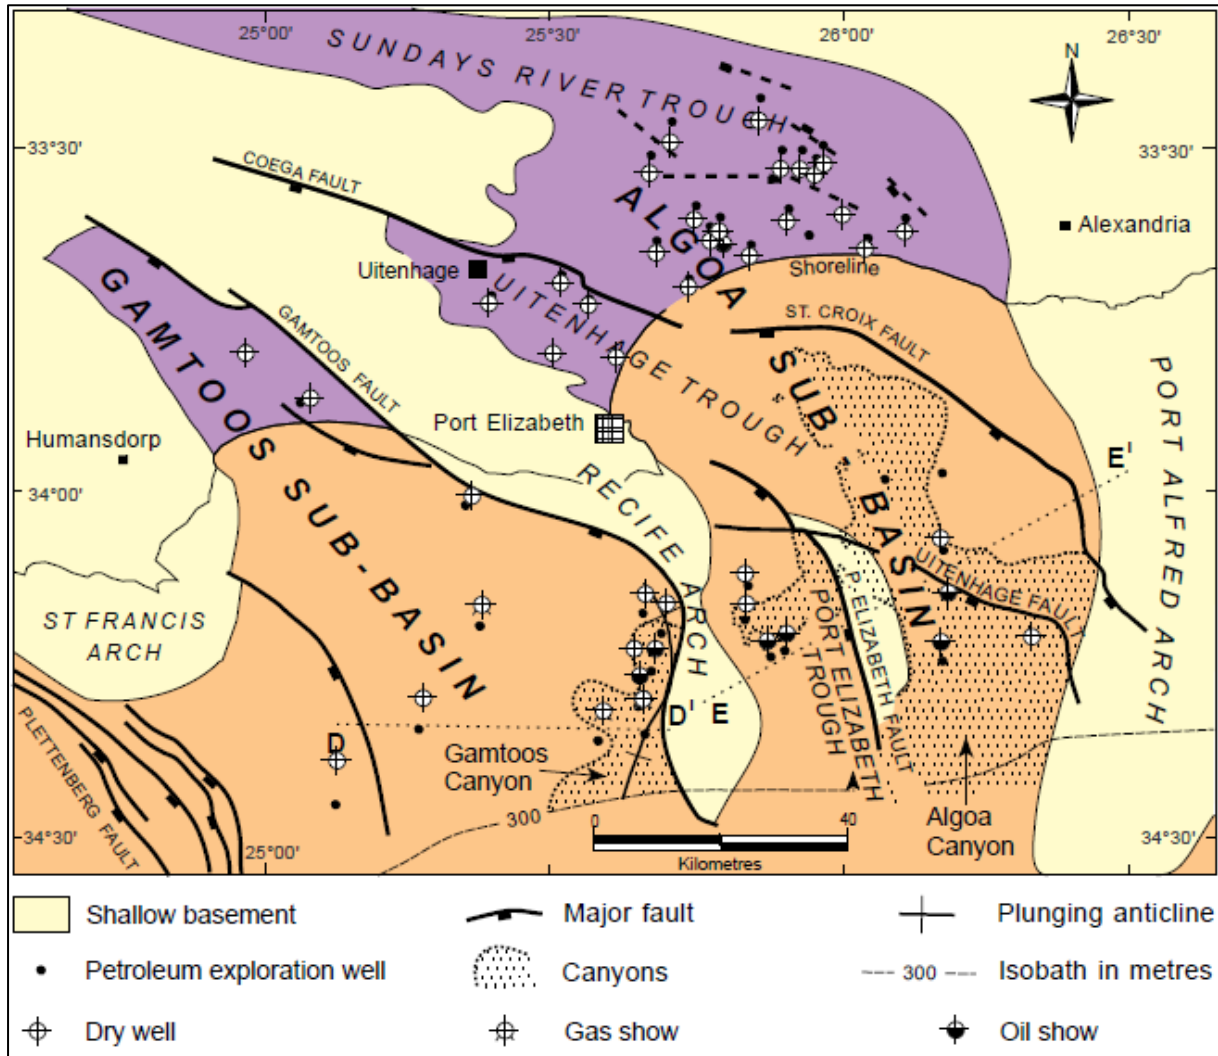 25°00'
25°30'
26°00'
26°30'
N
SUNDAYS RIVER TROUGH
33°30'
33°30'
COEGA FAULT
ALGOA
Alexandria
Shoreline
Uitenhage
UITENHAGE TROUGH
GAMTOOS
GAMTOOS FAULT
ST. CROIX FAULT
SUB
BASIN
Port Elizabeth
Humansdorp
SUB-BASIN
34°00'
34°00'
E'
RECIFE ARCH
PORT ALFRED ARCH
UITENHAGE FAULT
P. ELIZABETH
ST FRANCIS
ARCH
PORT ELIZABETH
TROUGH
PORT ELIZABETH FAULT
D
D'
E
PLETTENBERG FAULT
Gamtoos
Canyon
Algoa
Canyon
300
0
40
Kilometres
34°30'
25°00'
34°30'
Shallow basement
Major fault
Plunging anticline
Petroleum exploration well
Canyons
300
Isobath in metres
Dry well
Gas show
Oil show